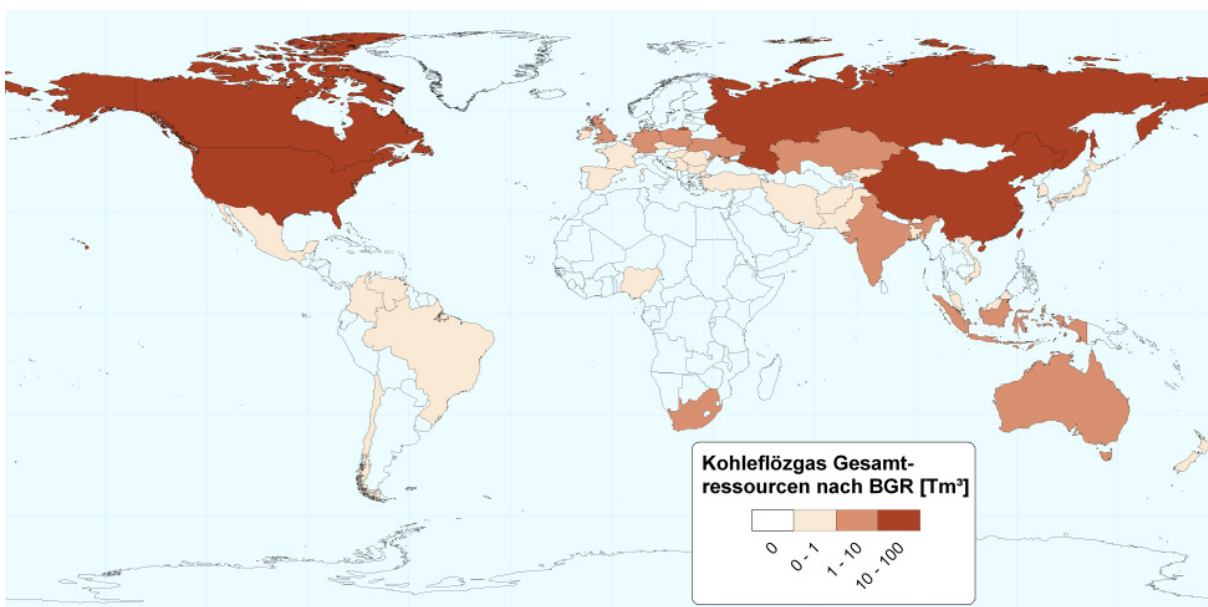 Kohleflözgas Gesamt-
ressourcen nach BGR [Tm³]
0
0 - 1
1 - 10
10 - 100